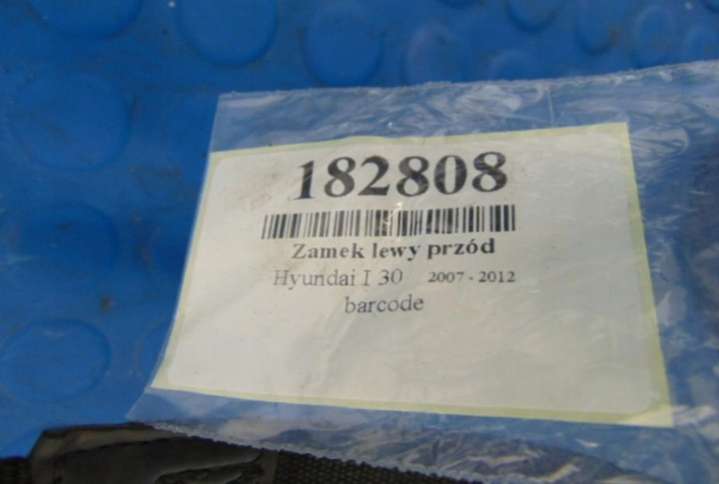 182808
Zamek lewy przód
Hyundai I 30 2007 - 2012
barcode